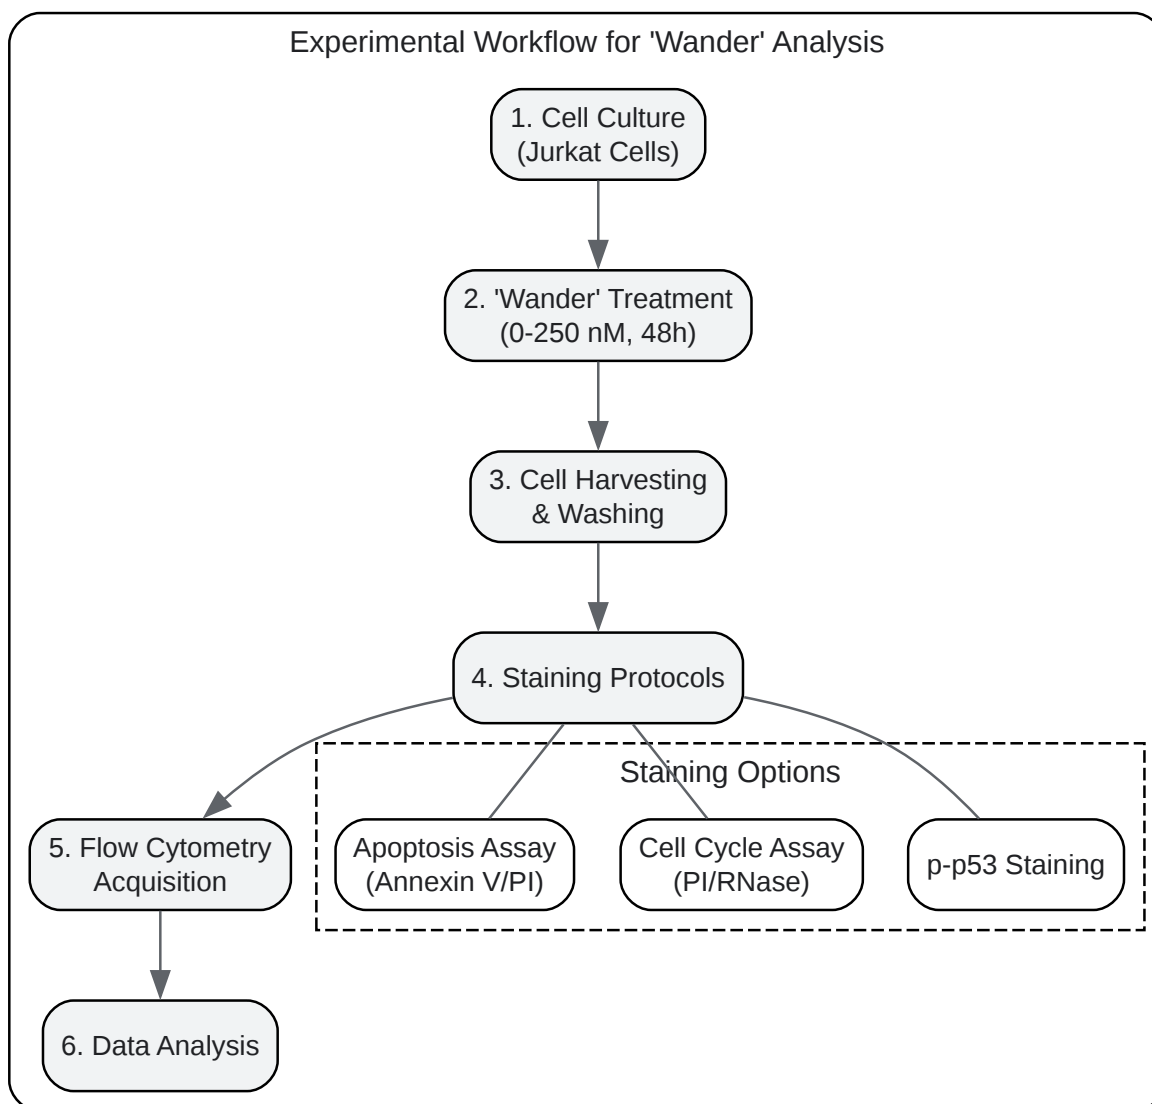 Experimental Workflow for 'Wander' Analysis
1. Cell Culture
(Jurkat Cells)
2. 'Wander' Treatment
(0-250 nM, 48h)
3. Cell Harvesting
& Washing
4. Staining Protocols
Staining Options
5. Flow Cytometry
Acquisition
Apoptosis Assay
(Annexin V/PI)
Cell Cycle Assay
(PI/RNase)
p-p53 Staining
6. Data Analysis